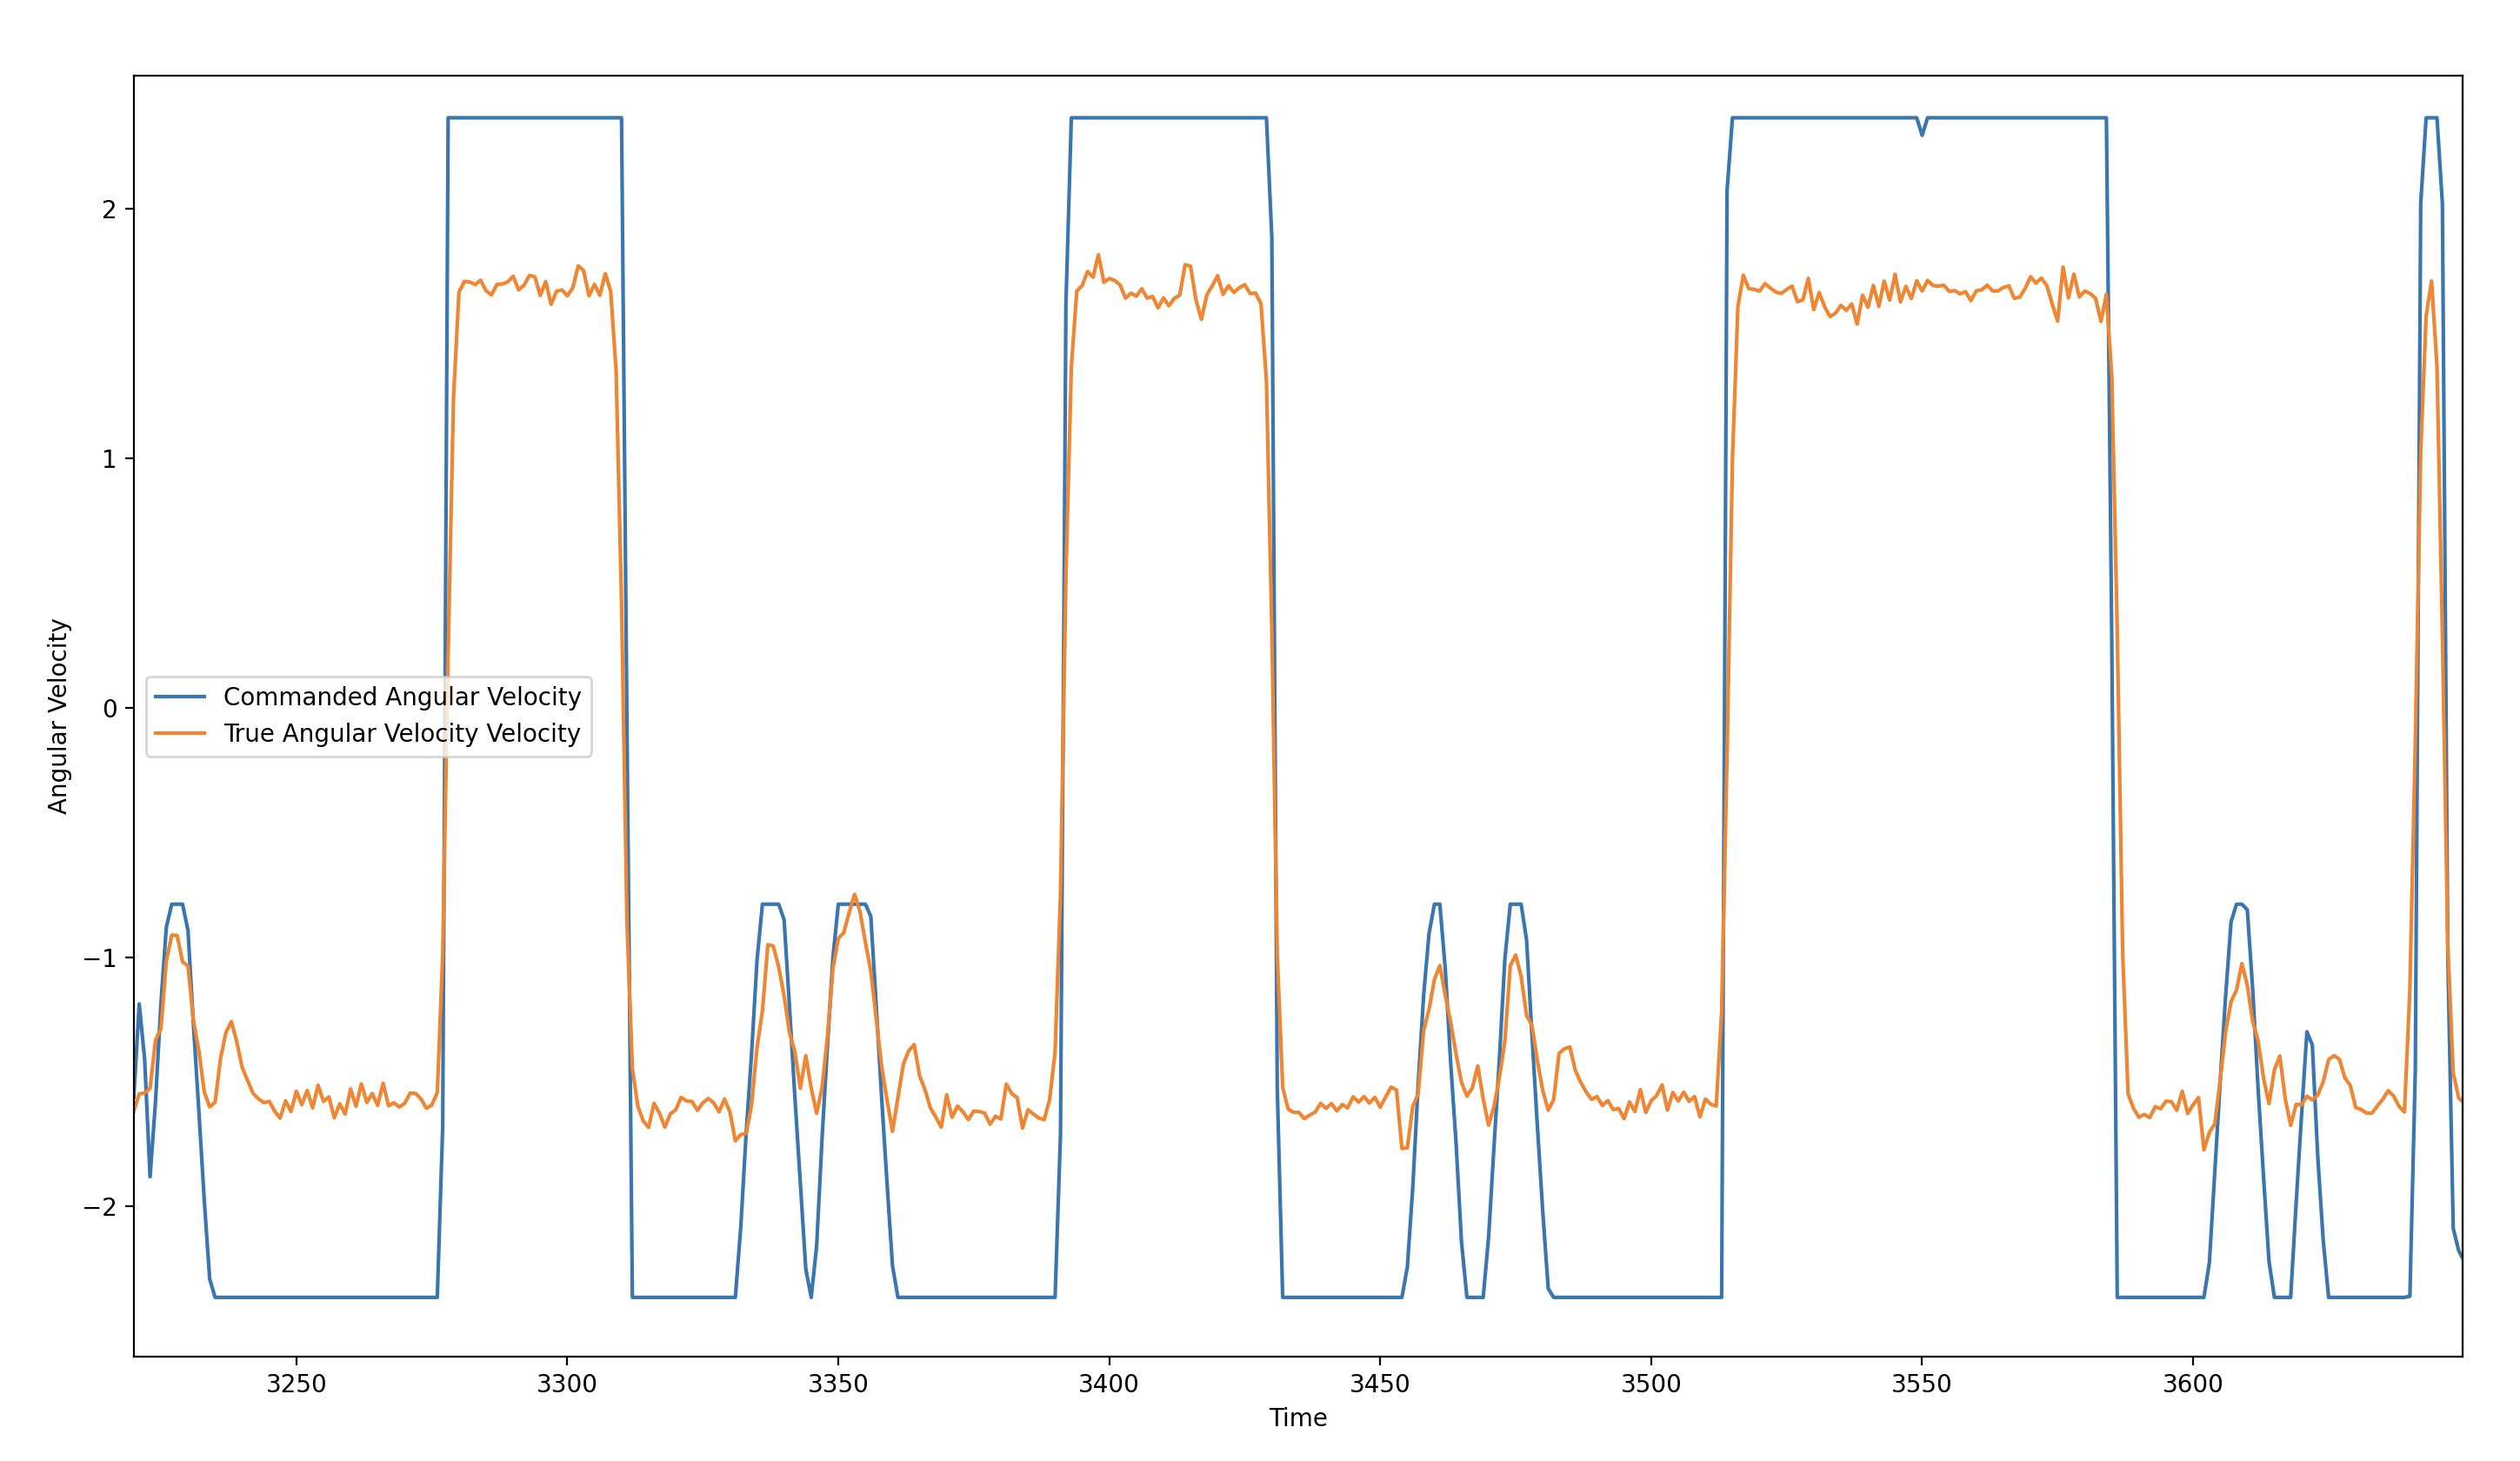 2
1
0
−1
−2
Angular Velocity
Commanded Angular Velocity
True Angular Velocity Velocity
3250 3300 3350 3400 3450 3500 3550 3600
Time